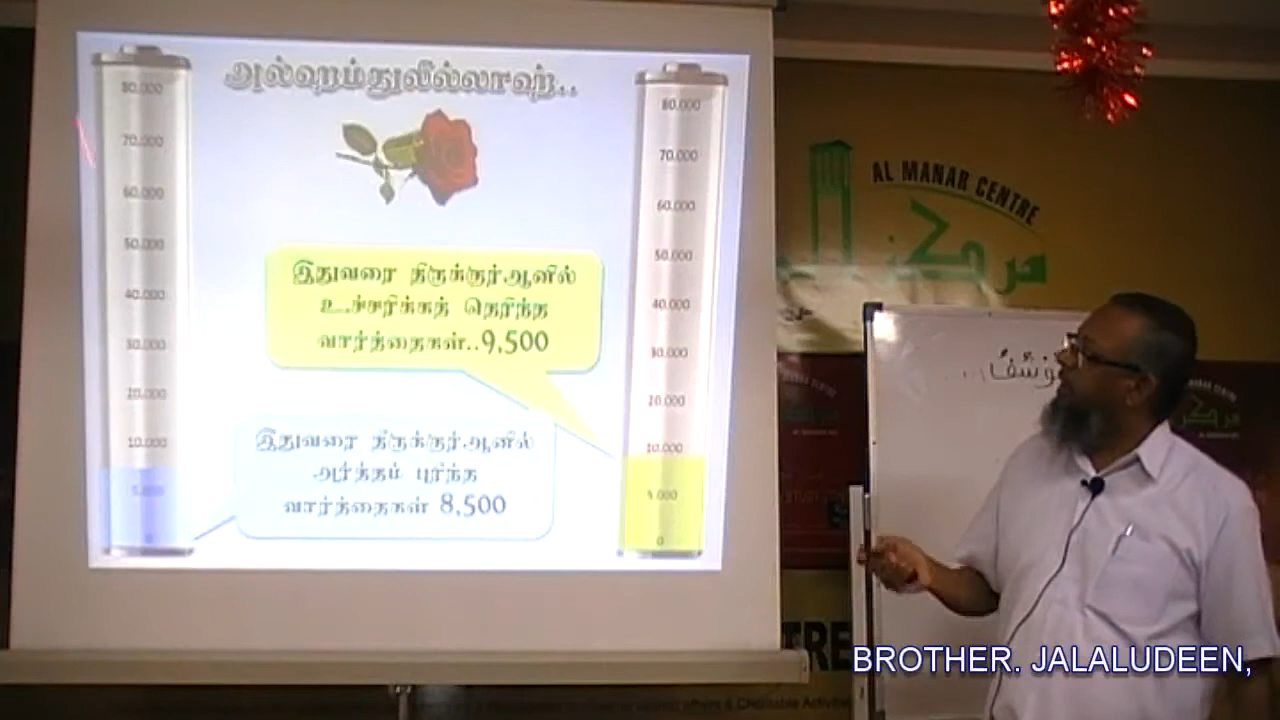 அல்ஹம்துலில்லாஹ்..
80.000
70.000
60.000
50.000
40.000
30.000
20.000
10.000
5.000
0
80.000
70.000
60.000
50.000
40.000
30.000
20.000
10.000
5.000
0
இதுவரை திருக்குர்ஆனில்
உச்சரிக்கத் தெரிந்த
வார்த்தைகள்..9,500
இதுவரை திருக்குர்ஆனில்
அர்த்தம் புரிந்த
வார்த்தைகள் 8,500
AL MANAR CENTRE
مركز
TRE
BROTHER. JALALUDEEN,